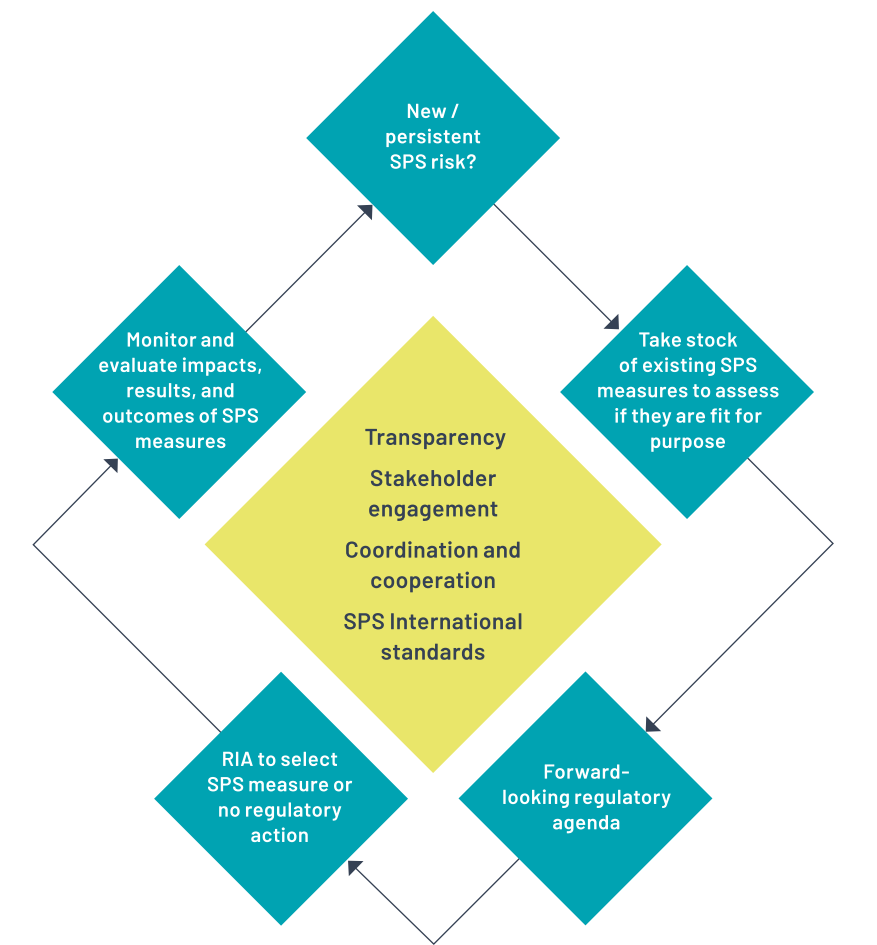 New /
persistent
SPS risk?
Take stock
of existing SPS
measures to assess
if they are fit for
purpose
Forward-
looking regulatory
agenda
RIA to select
SPS measure or
no regulatory
action
Monitor and
evaluate impacts,
results, and
outcomes of SPS
measures
Transparency
Stakeholder
engagement
Coordination and
cooperation
SPS International
standards